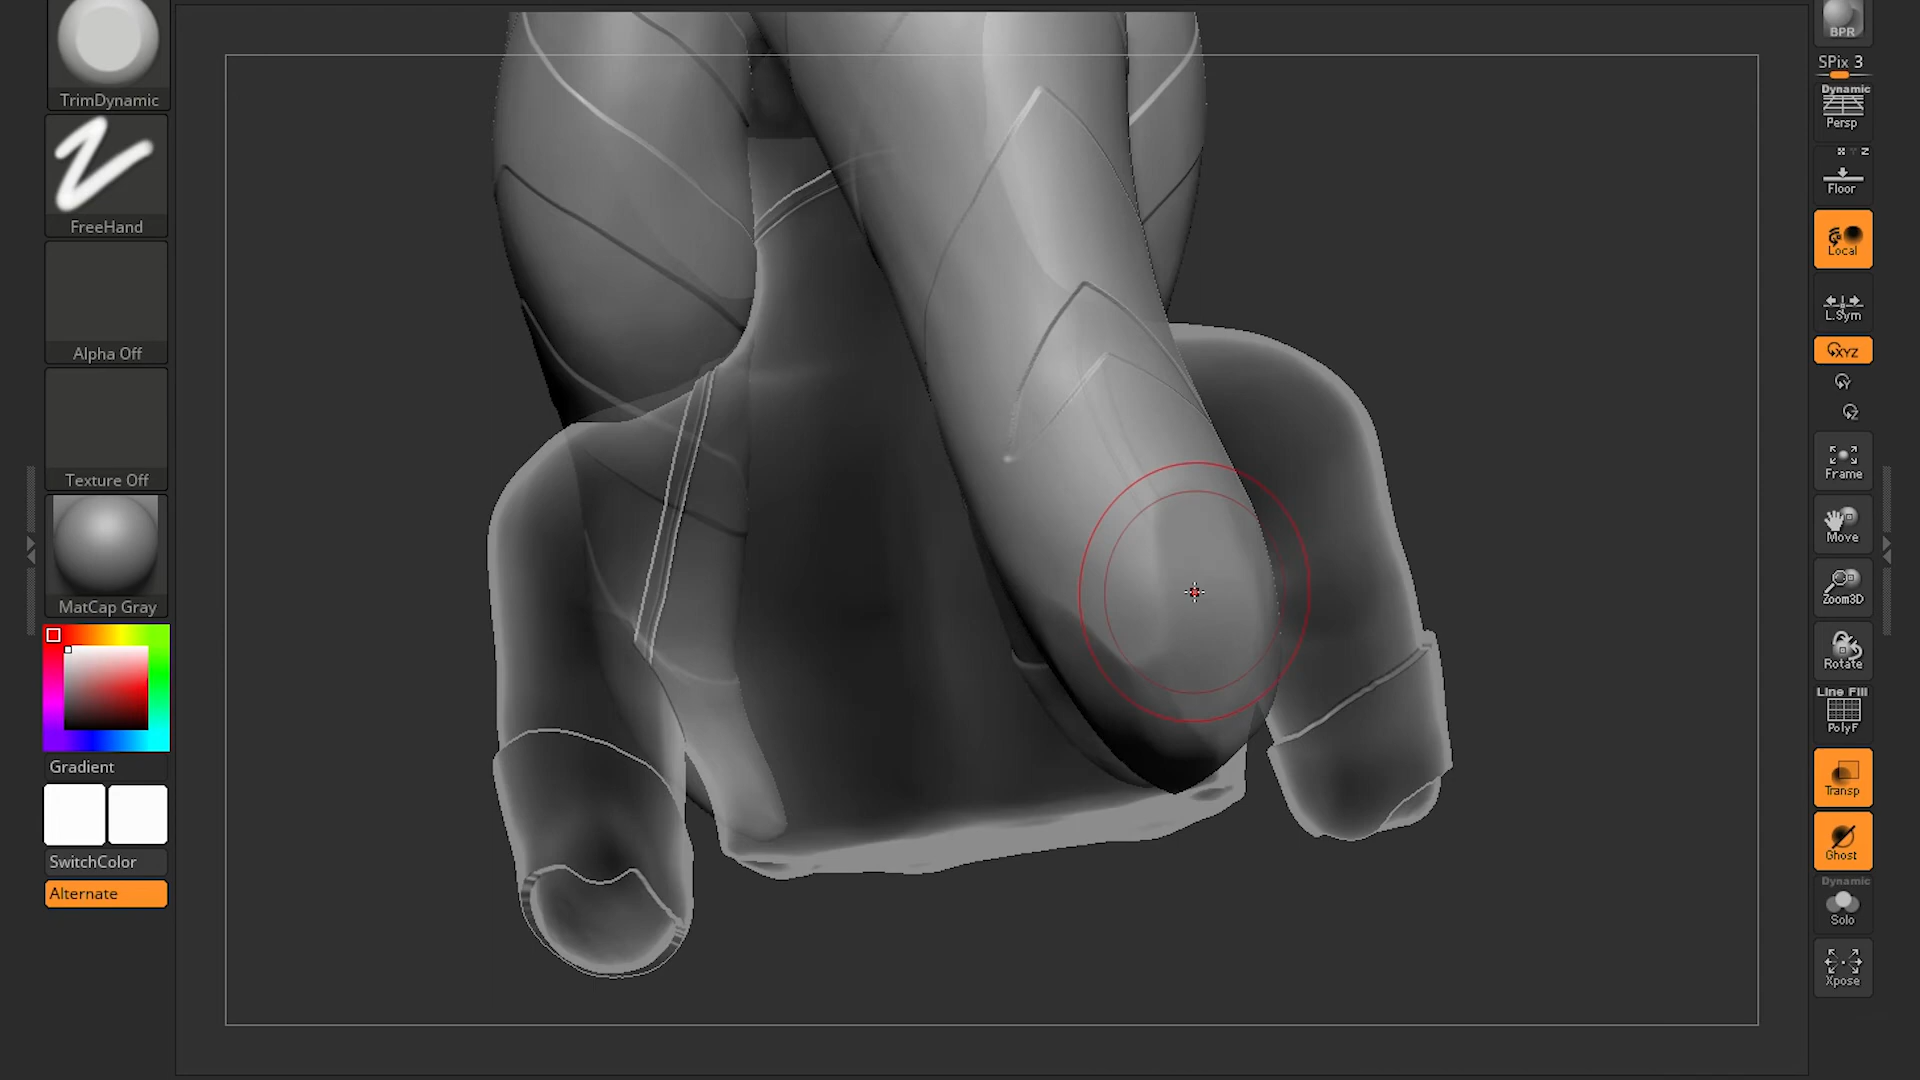 TrimDynamic
FreeHand
Alpha Off
Texture Off
MatCap Gray
Gradient
SwitchColor
Alternate
BPR
SPix 3
Dynamic
Persp
Floor
Local
L.Sym
XYZ
Y
Z
Frame
Move
Zoom3D
Rotate
Line Fill
PolyF
Transp
Ghost
Dynamic
Solo
Xpose